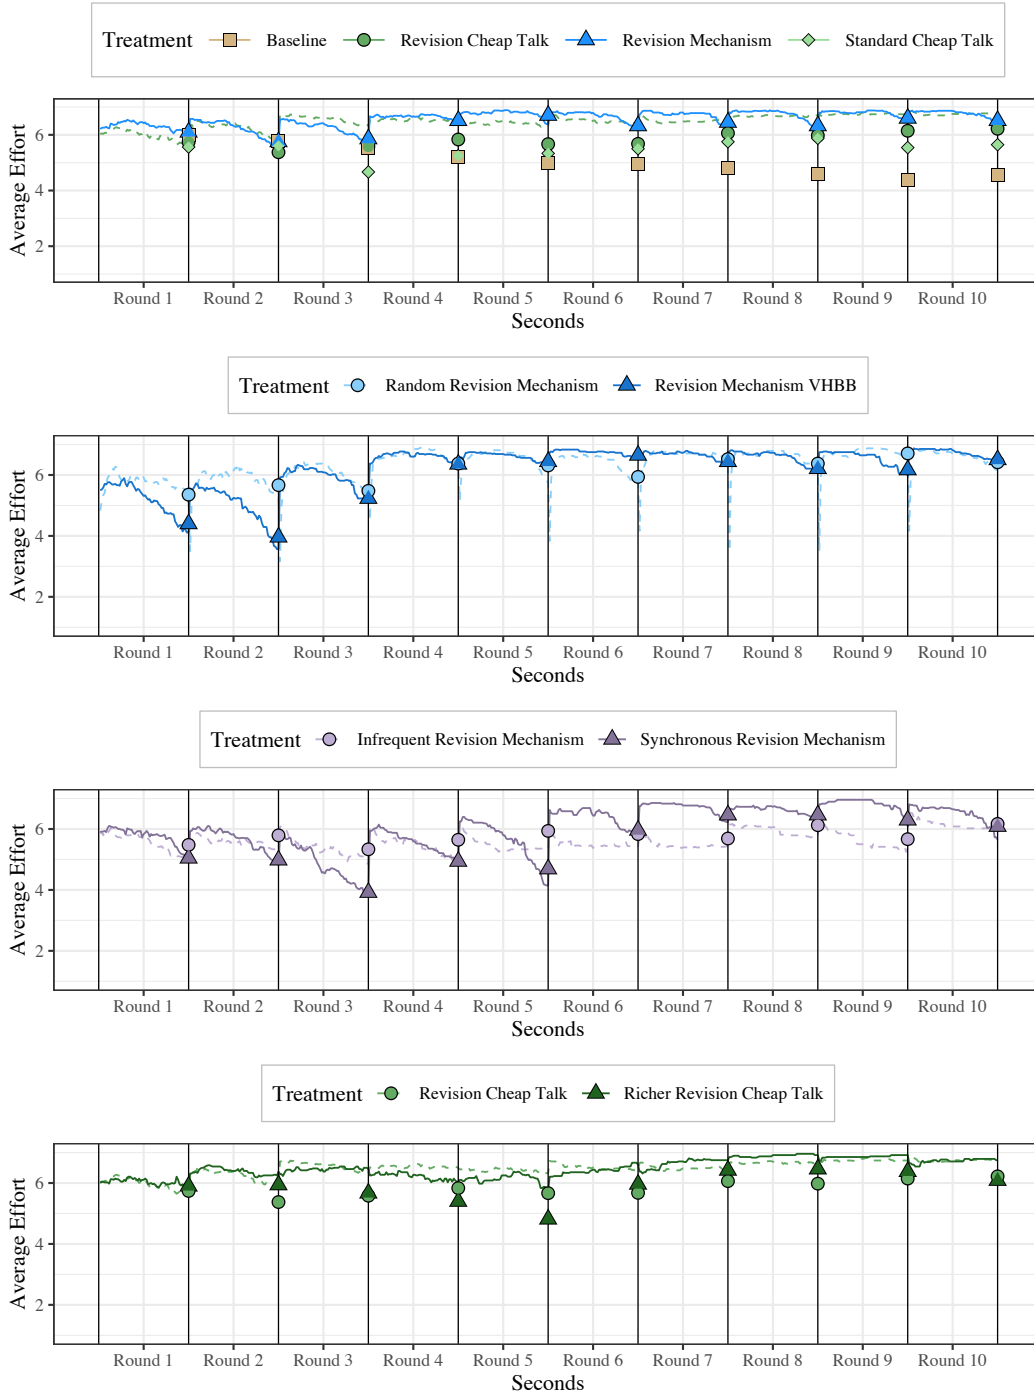 Treatment Baseline Revision Cheap Talk Revision Mechanism Standard Cheap Talk
Average Effort
6
4
2
Round 1 Round 2 Round 3 Round 4 Round 5 Round 6 Round 7 Round 8 Round 9 Round 10
Seconds
Treatment Random Revision Mechanism Revision Mechanism VHBB
Average Effort
6
4
2
Round 1 Round 2 Round 3 Round 4 Round 5 Round 6 Round 7 Round 8 Round 9 Round 10
Seconds
Treatment Infrequent Revision Mechanism Synchronous Revision Mechanism
Average Effort
6
4
2
Round 1 Round 2 Round 3 Round 4 Round 5 Round 6 Round 7 Round 8 Round 9 Round 10
Seconds
Treatment Revision Cheap Talk Richer Revision Cheap Talk
Average Effort
6
4
2
Round 1 Round 2 Round 3 Round 4 Round 5 Round 6 Round 7 Round 8 Round 9 Round 10
Seconds